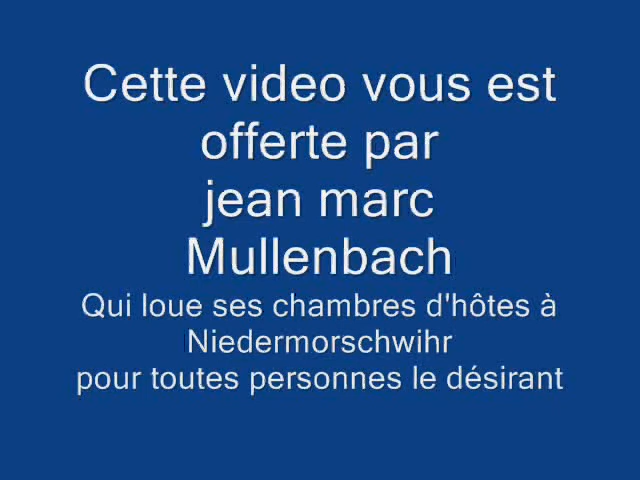 Cette video vous est
offerte par
jean marc
Mullenbach
Qui loue ses chambres d'hôtes à
Niedermorschwihr
pour toutes personnes le désirant